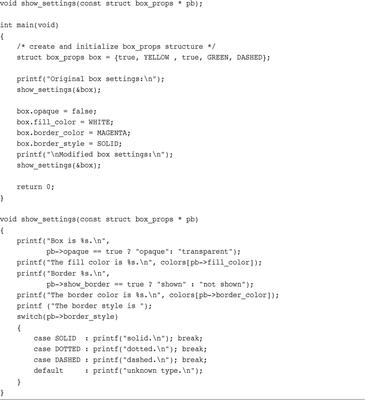 void show_settings(const struct box_props * pb);
int main(void)
{
    /* create and initialize box_props structure */
    struct box_props box = {true, YELLOW , true, GREEN, DASHED};
    printf("Original box settings:\n");
    show_settings(&box);
    box.opaque = false;
    box.fill_color = WHITE;
    box.border_color = MAGENTA;
    box.border_style = SOLID;
    printf("\nModified box settings:\n");
    show_settings(&box);
    return 0;
}
void show_settings(const struct box_props * pb)
{
    printf("Box is %s.\n",
           pb->opaque == true ? "opaque": "transparent");
    printf("The fill color is %s.\n", colors[pb->fill_color]);
    printf("Border %s.\n",
           pb->show_border == true ? "shown" : "not shown");
    printf("The border color is %s.\n", colors[pb->border_color]);
    printf ("The border style is ");
    switch(pb->border_style)
    {
        case SOLID  : printf("solid.\n"); break;
        case DOTTED : printf("dotted.\n"); break;
        case DASHED : printf("dashed.\n"); break;
        default     : printf("unknown type.\n");
    }
}